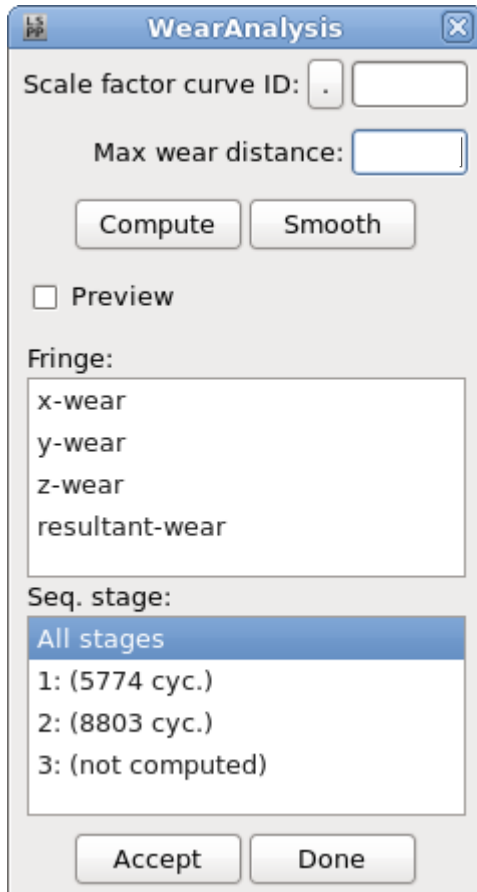 LS
PP
WearAnalysis
Scale factor curve ID: .
Max wear distance:
Compute Smooth
Preview
Fringe:
x-wear
y-wear
z-wear
resultant-wear
Seq. stage:
All stages
1: (5774 cyc.)
2: (8803 cyc.)
3: (not computed)
Accept Done